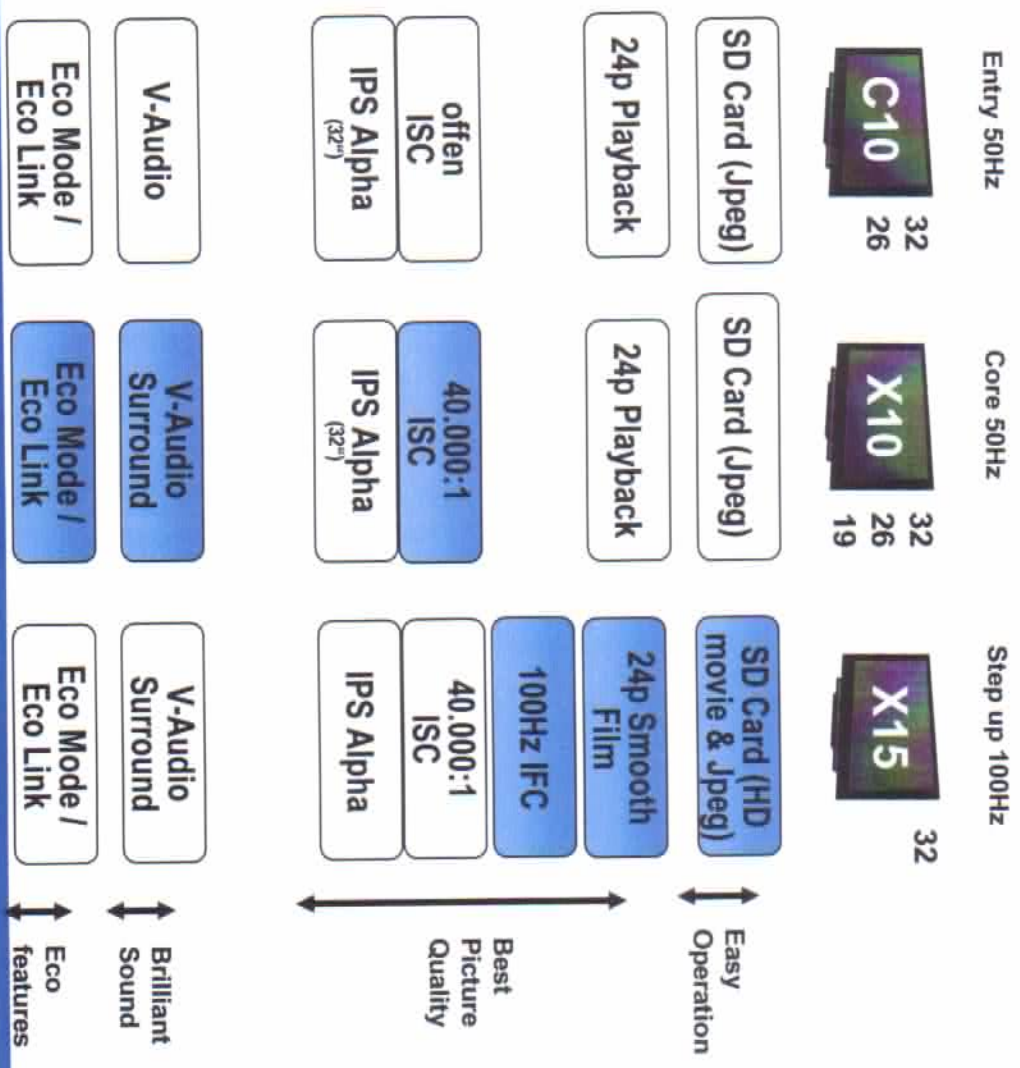 Entry 50Hz
C10
32
26
SD Card (Jpeg)
24p Playback
offen
ISC
IPS Alpha
(32“)
V-Audio
Eco Mode /
Eco Link
Core 50Hz
X10
32
26
19
SD Card (Jpeg)
24p Playback
40.000:1
ISC
IPS Alpha
(32“)
V-Audio
Surround
Eco Mode /
Eco Link
Step up 100Hz
X15
32
SD Card (HD
movie & Jpeg)
24p Smooth
Film
100Hz IFC
40.000:1
ISC
IPS Alpha
V-Audio
Surround
Eco Mode /
Eco Link
Easy
Operation
Best
Picture
Quality
Brilliant
Sound
Eco
features